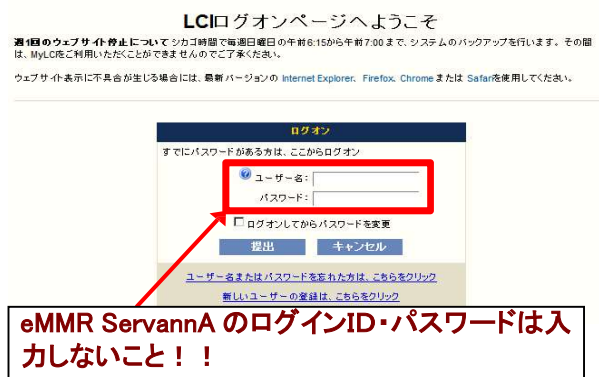 LCIログオンページへようこそ
週1回のウェブサイト停止について シカゴ時間で毎週日曜日の午前6:15から午前7:00まで、システムのバックアップを行います。その間
は、MyLCIをご利用いただくことができませんのでご了承ください。
ウェブサイト表示に不具合が生じる場合には、最新バージョンの Internet Explorer、Firefox、Chrome または Safariを使用してください。
ログオン
すでにパスワードがある方は、ここからログオン
ユーザー名:
パスワード:
ログオンしてからパスワードを変更
提出 キャンセル
ユーザー名またはパスワードを忘れた方は、こちらをクリック
新しいユーザーの登録は、こちらをクリック
eMMR ServannA のログインID・パスワードは入
力しないこと！！